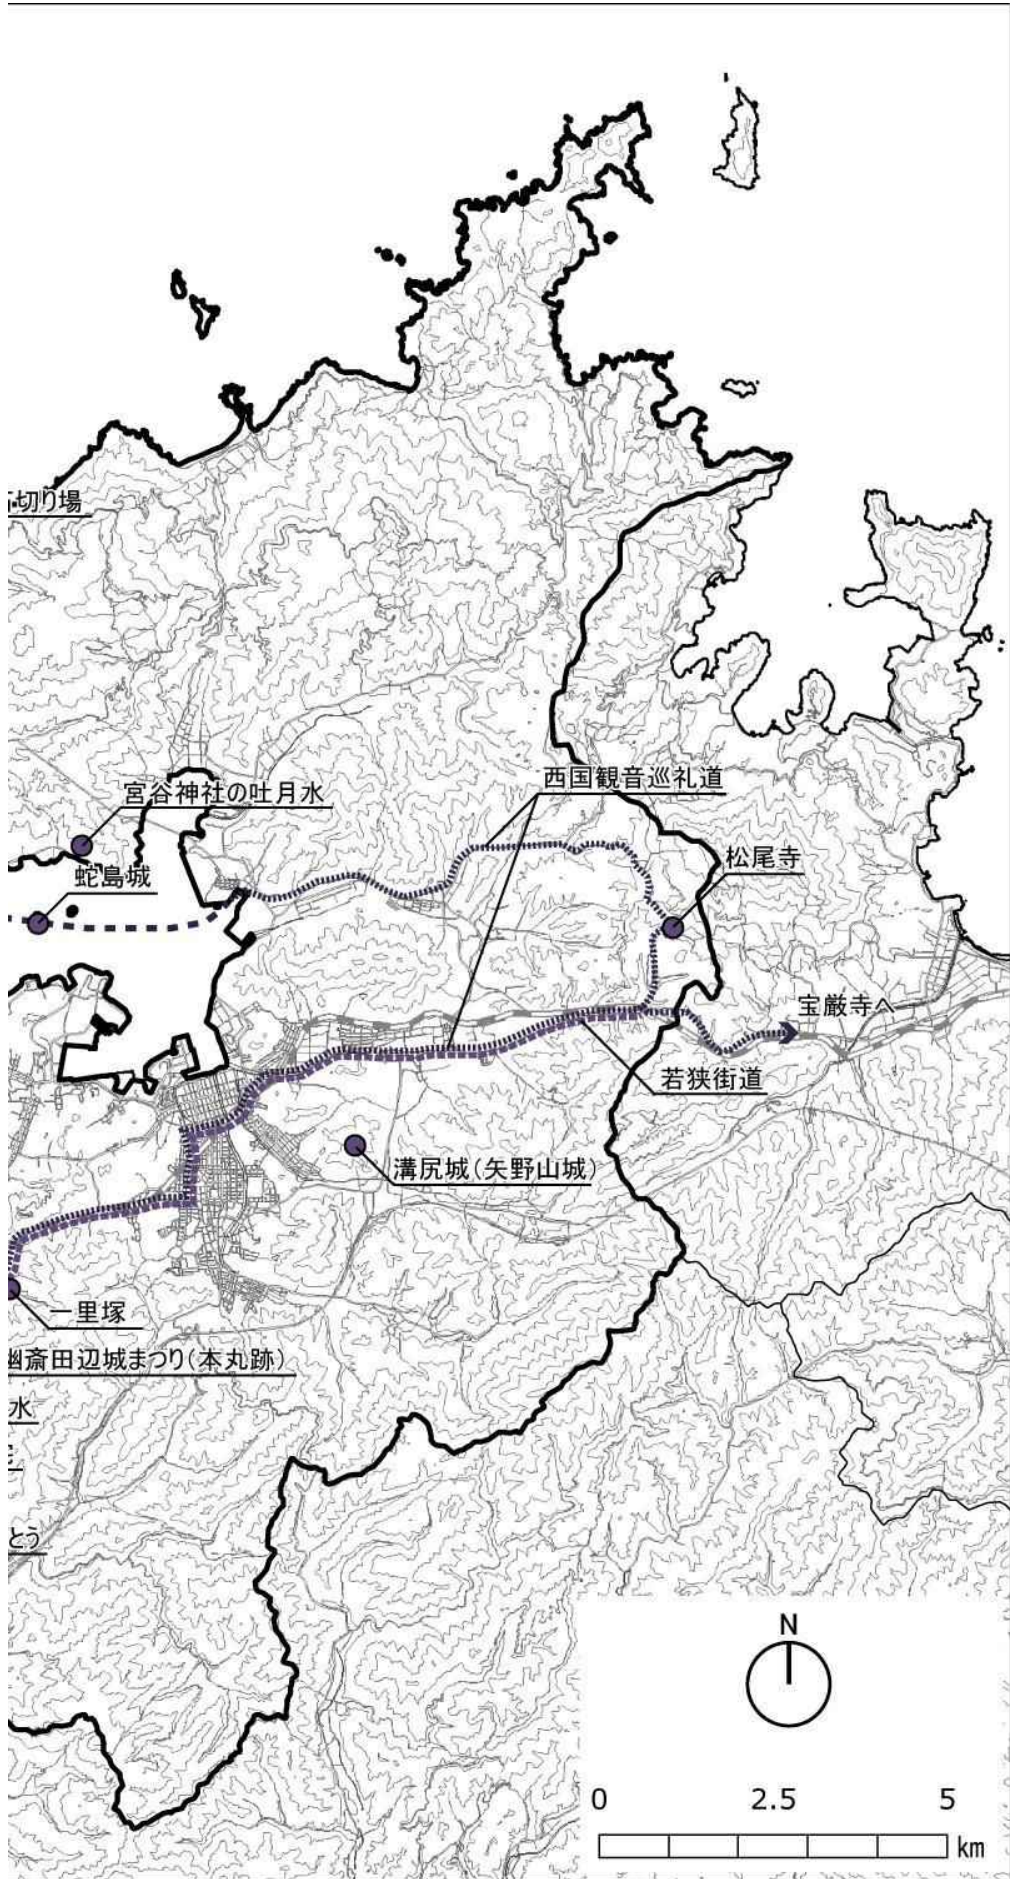 切り場
西国観音巡礼道
宮谷神社の吐月水
松尾寺
蛇島城
宝厳寺へ
若狭街道
溝尻城(矢野山城)
一里塚
幽斎田辺城まつり(本丸跡)
水
とう
N
0 2.5 5
km